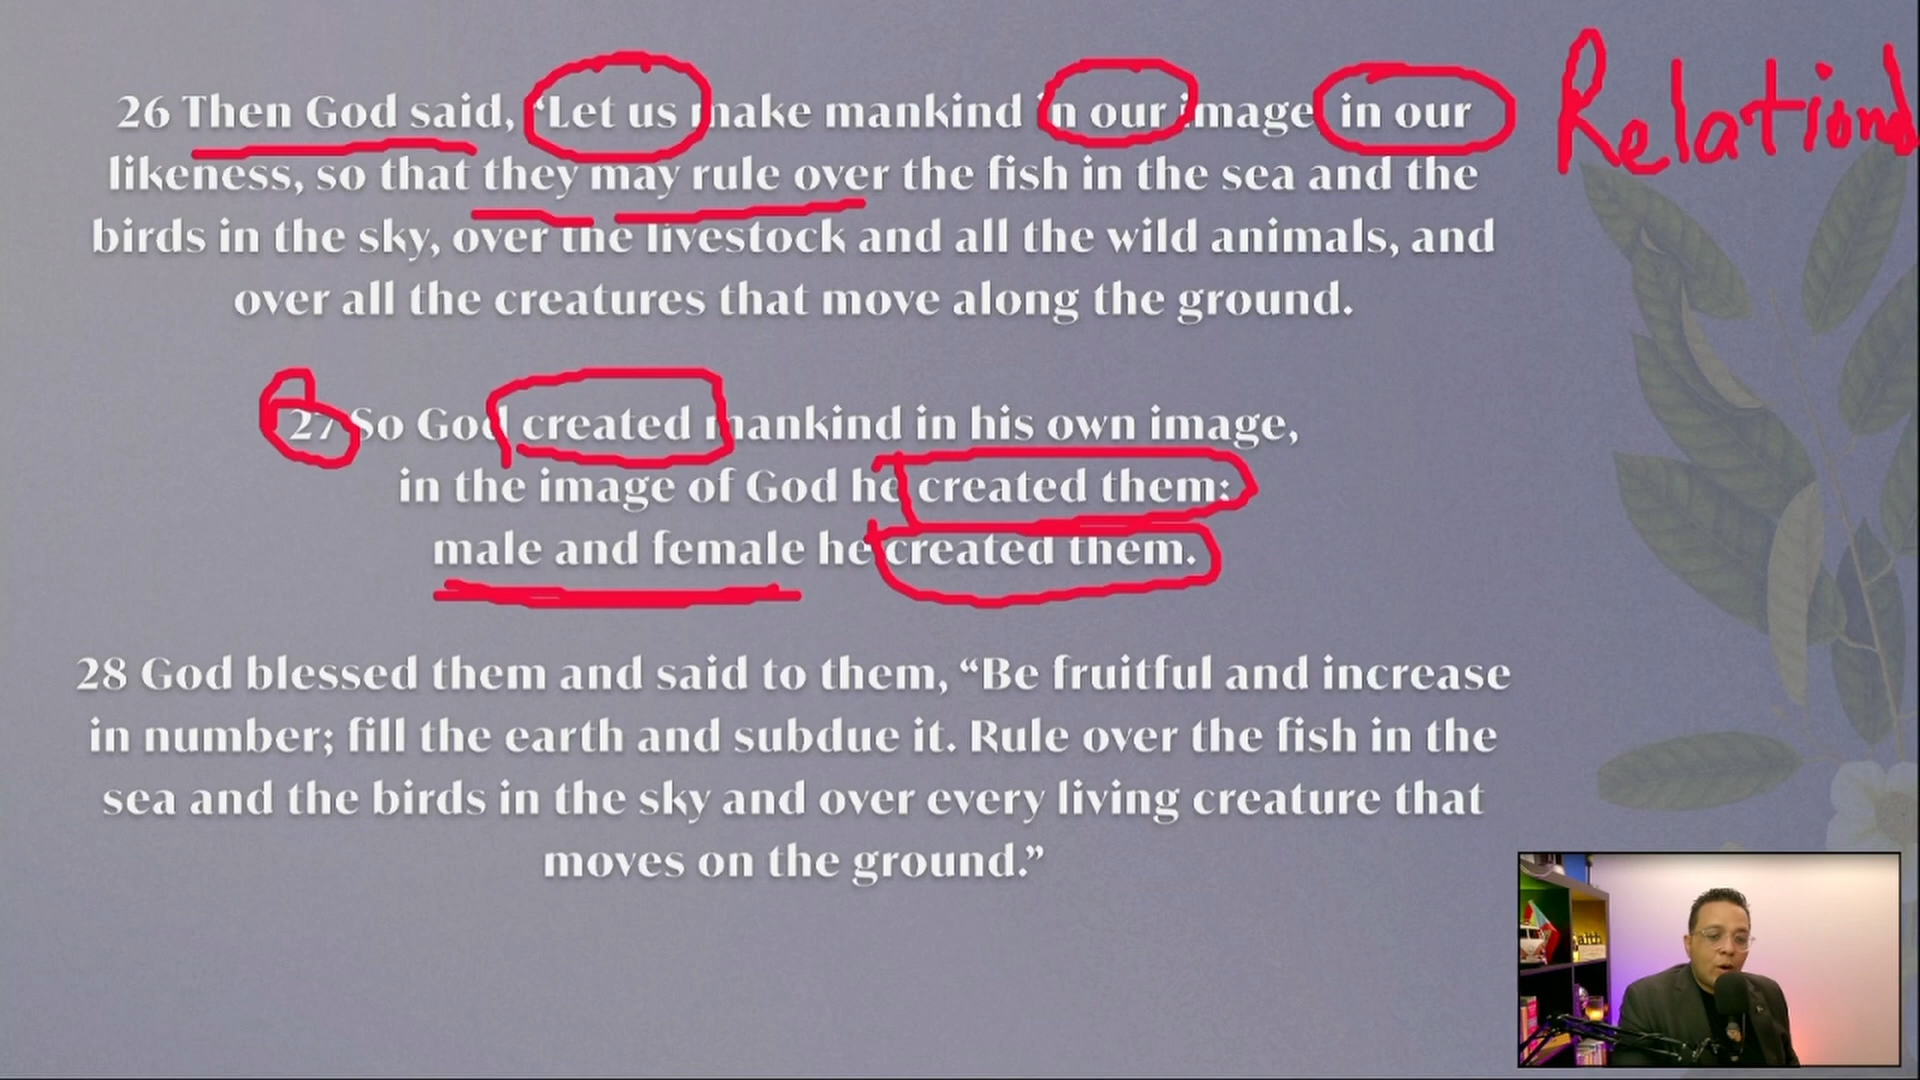 26 Then God said, “Let us make mankind in our image in our
likeness, so that they may rule over the fish in the sea and the
birds in the sky, over the livestock and all the wild animals, and
over all the creatures that move along the ground.
27 So God created mankind in his own image,
in the image of God he created them:
male and female he created them.
28 God blessed them and said to them, “Be fruitful and increase
in number; fill the earth and subdue it. Rule over the fish in the
sea and the birds in the sky and over every living creature that
moves on the ground.”